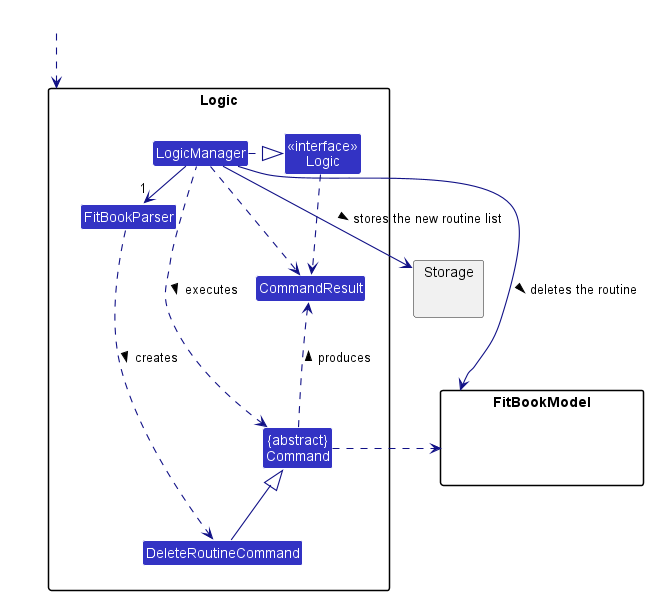 Logic
«interface»
Logic
LogicManager
1
FitBookParser
stores the new routine list
Storage
CommandResult
executes
deletes the routine
creates
produces
FitBookModel
{abstract}
Command
DeleteRoutineCommand